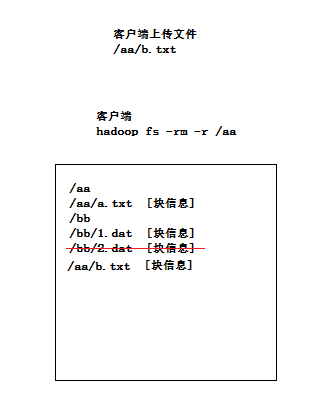 客户端上传文件
/aa/b.txt
客户端
hadoop fs -rm -r /aa
/aa
/aa/a.txt [块信息]
/bb
/bb/1.dat [块信息]
/bb/2.dat [块信息]
/aa/b.txt [块信息]